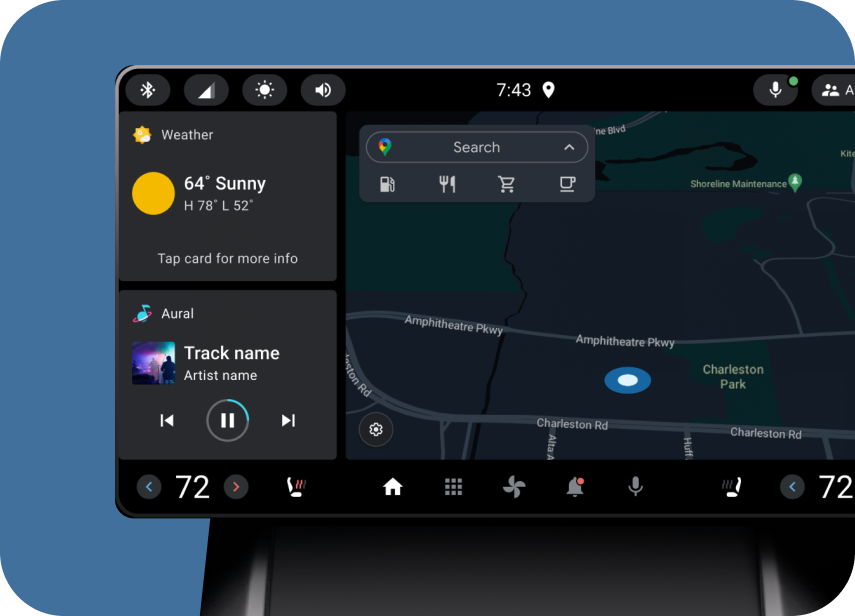 7:43
A
Weather
64° Sunny
H 78° L 52°
Tap card for more info
Aural
Track name
Artist name
Search
ne Blvd
Kite
Shoreline Maintenance
Amphitheatre Pkwy
Amphitheatre Pkwy
Charleston
Park
leston Rd
Charleston Rd
Charleston Rd
Alta A
Huff
72
72